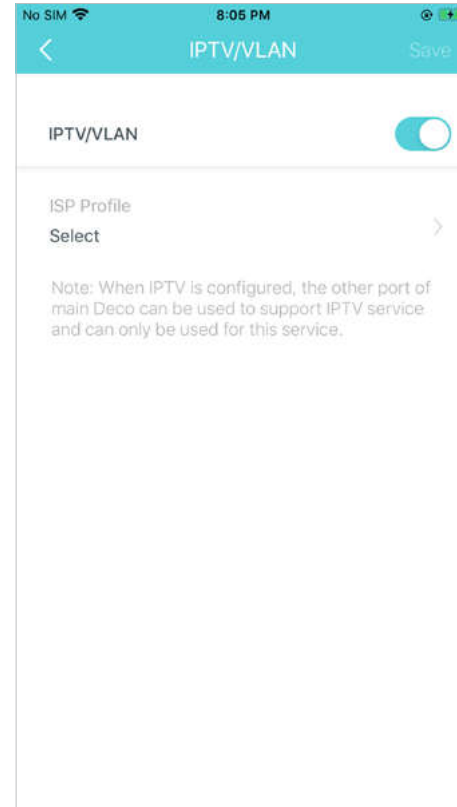 No SIM 8:05 PM
IPTV/VLAN Save
IPTV/VLAN
ISP Profile
Select
Note: When IPTV is configured, the other port of
main Deco can be used to support IPTV service
and can only be used for this service.